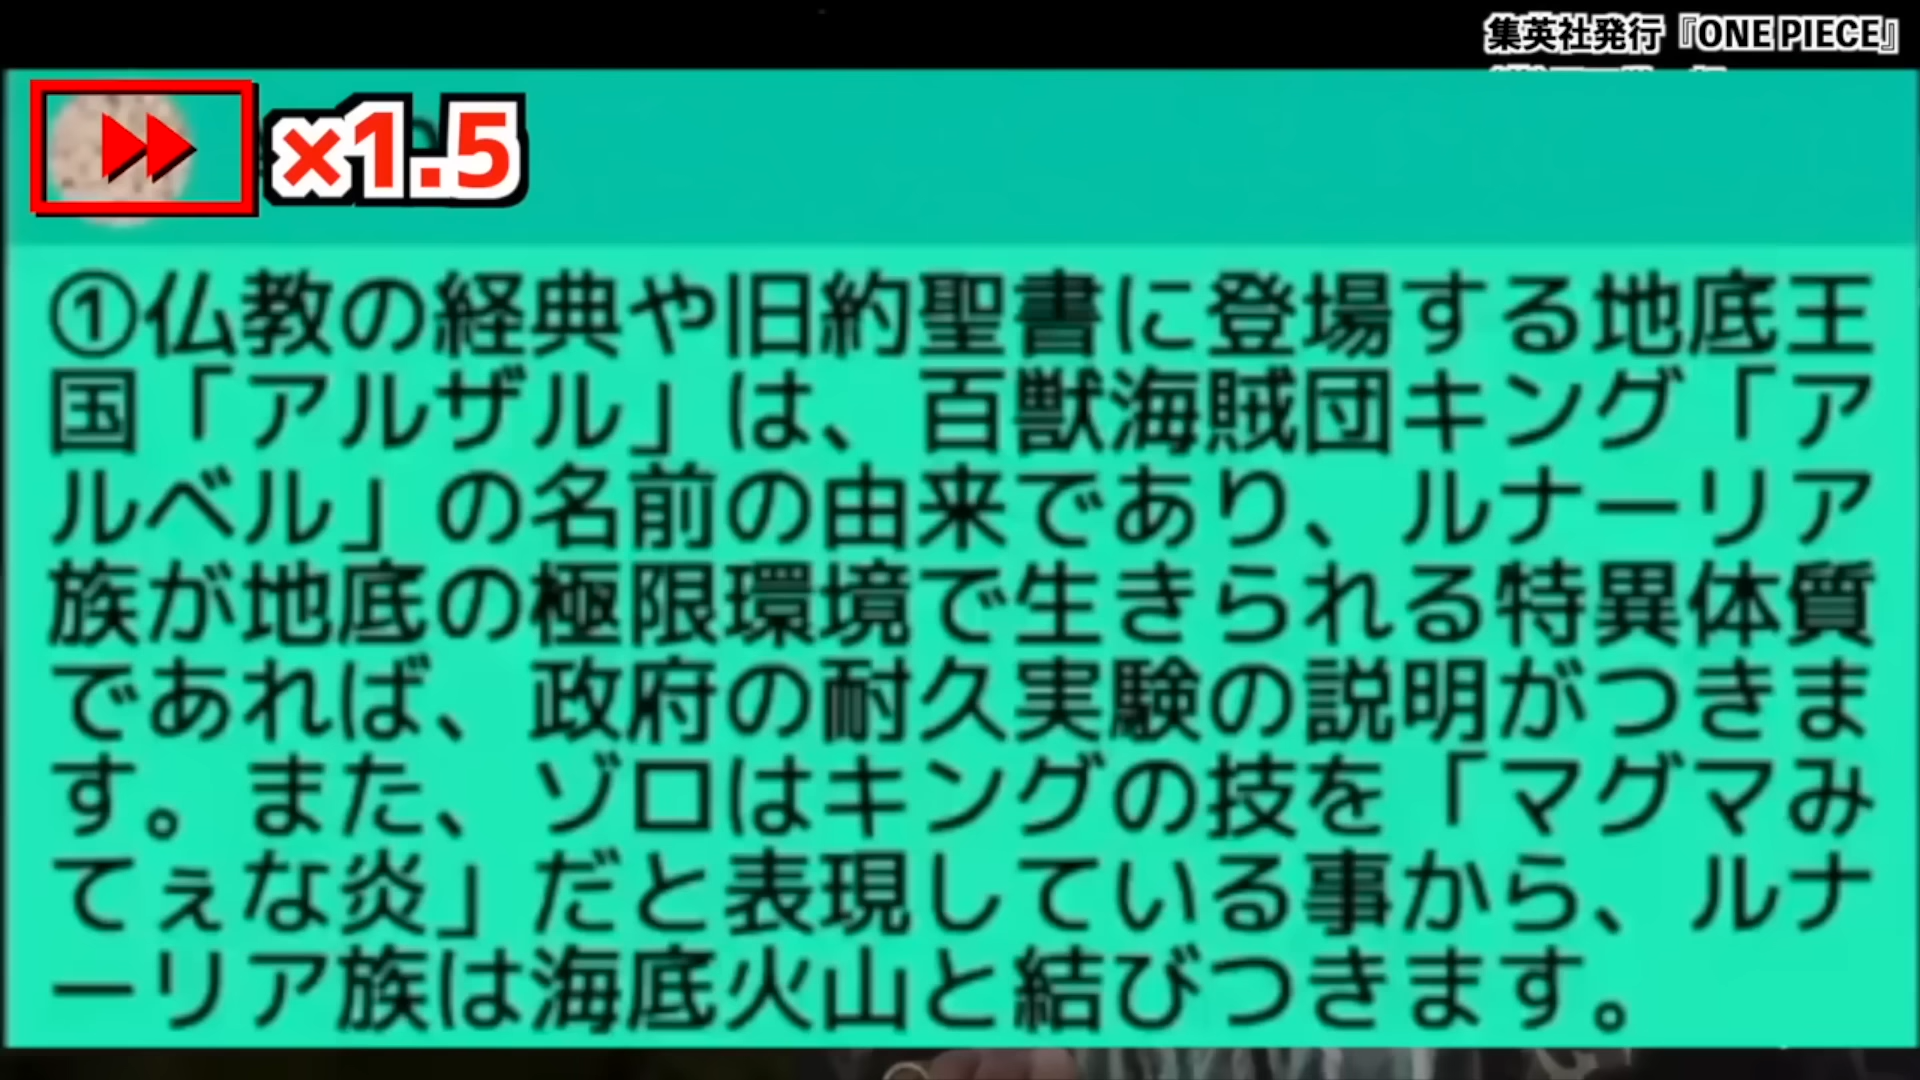 集英社発行『ONE PIECE』
×1.5
①仏教の経典や旧約聖書に登場する地底王
国「アルザル」は、百獣海賊団キング「ア
ルベル」の名前の由来であり、ルナーリア
族が地底の極限環境で生きられる特異体質
であれば、政府の耐久実験の説明がつきま
す。また、ゾロはキングの技を「マグマみ
てぇな炎」だと表現している事から、ルナ
ーリア族は海底火山と結びつきます。